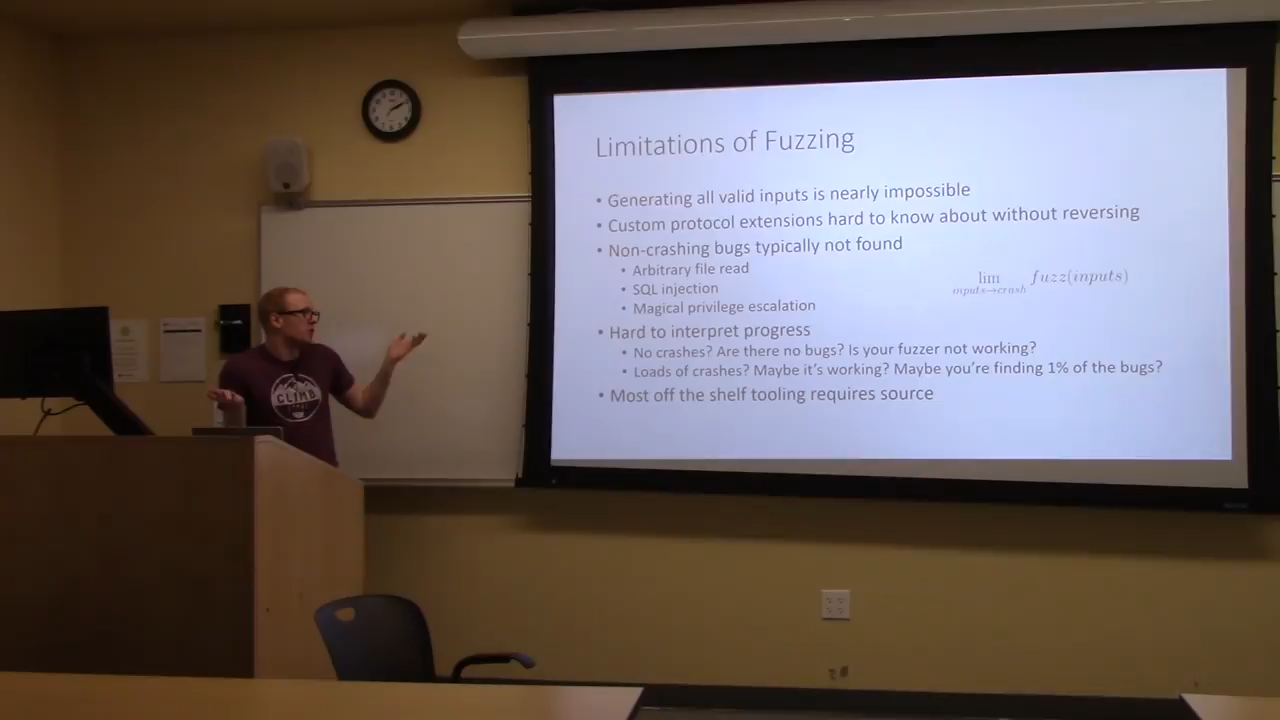 Limitations of Fuzzing
• Generating all valid inputs is nearly impossible
• Custom protocol extensions hard to know about without reversing
• Non-crashing bugs typically not found
• Arbitrary file read
• SQL injection
• Magical privilege escalation
lim fuzz(inputs)
inputs→crash
• Hard to interpret progress
• No crashes? Are there no bugs? Is your fuzzer not working?
• Loads of crashes? Maybe it's working? Maybe you're finding 1% of the bugs?
• Most off the shelf tooling requires source
CLIMB